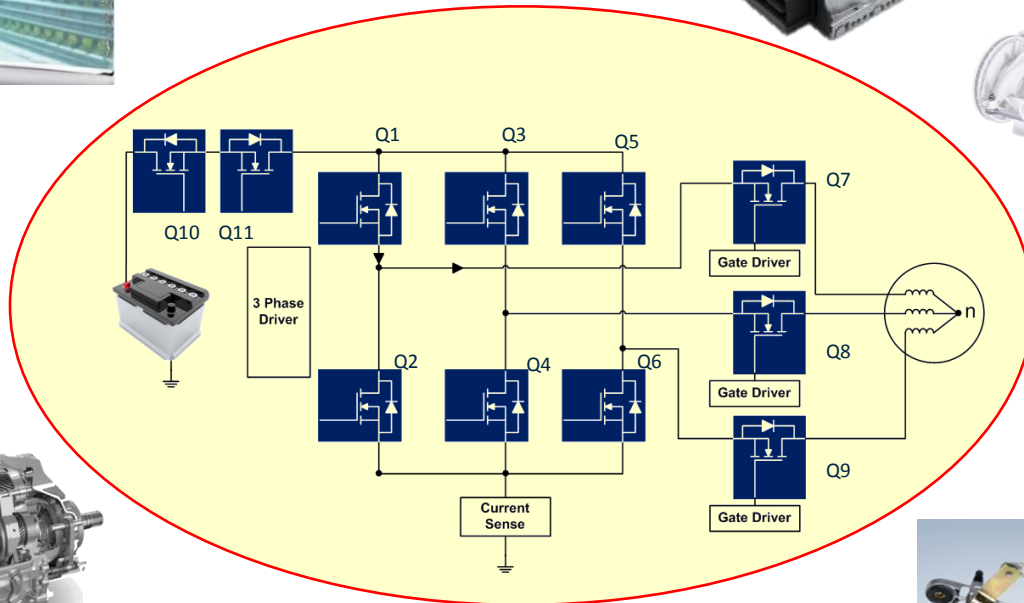 Q1
Q3
Q5
Q10
Q11
Q7
Gate Driver
3 Phase
Driver
n
Q2
Q4
Q6
Q8
Gate Driver
Q9
Current
Sense
Gate Driver